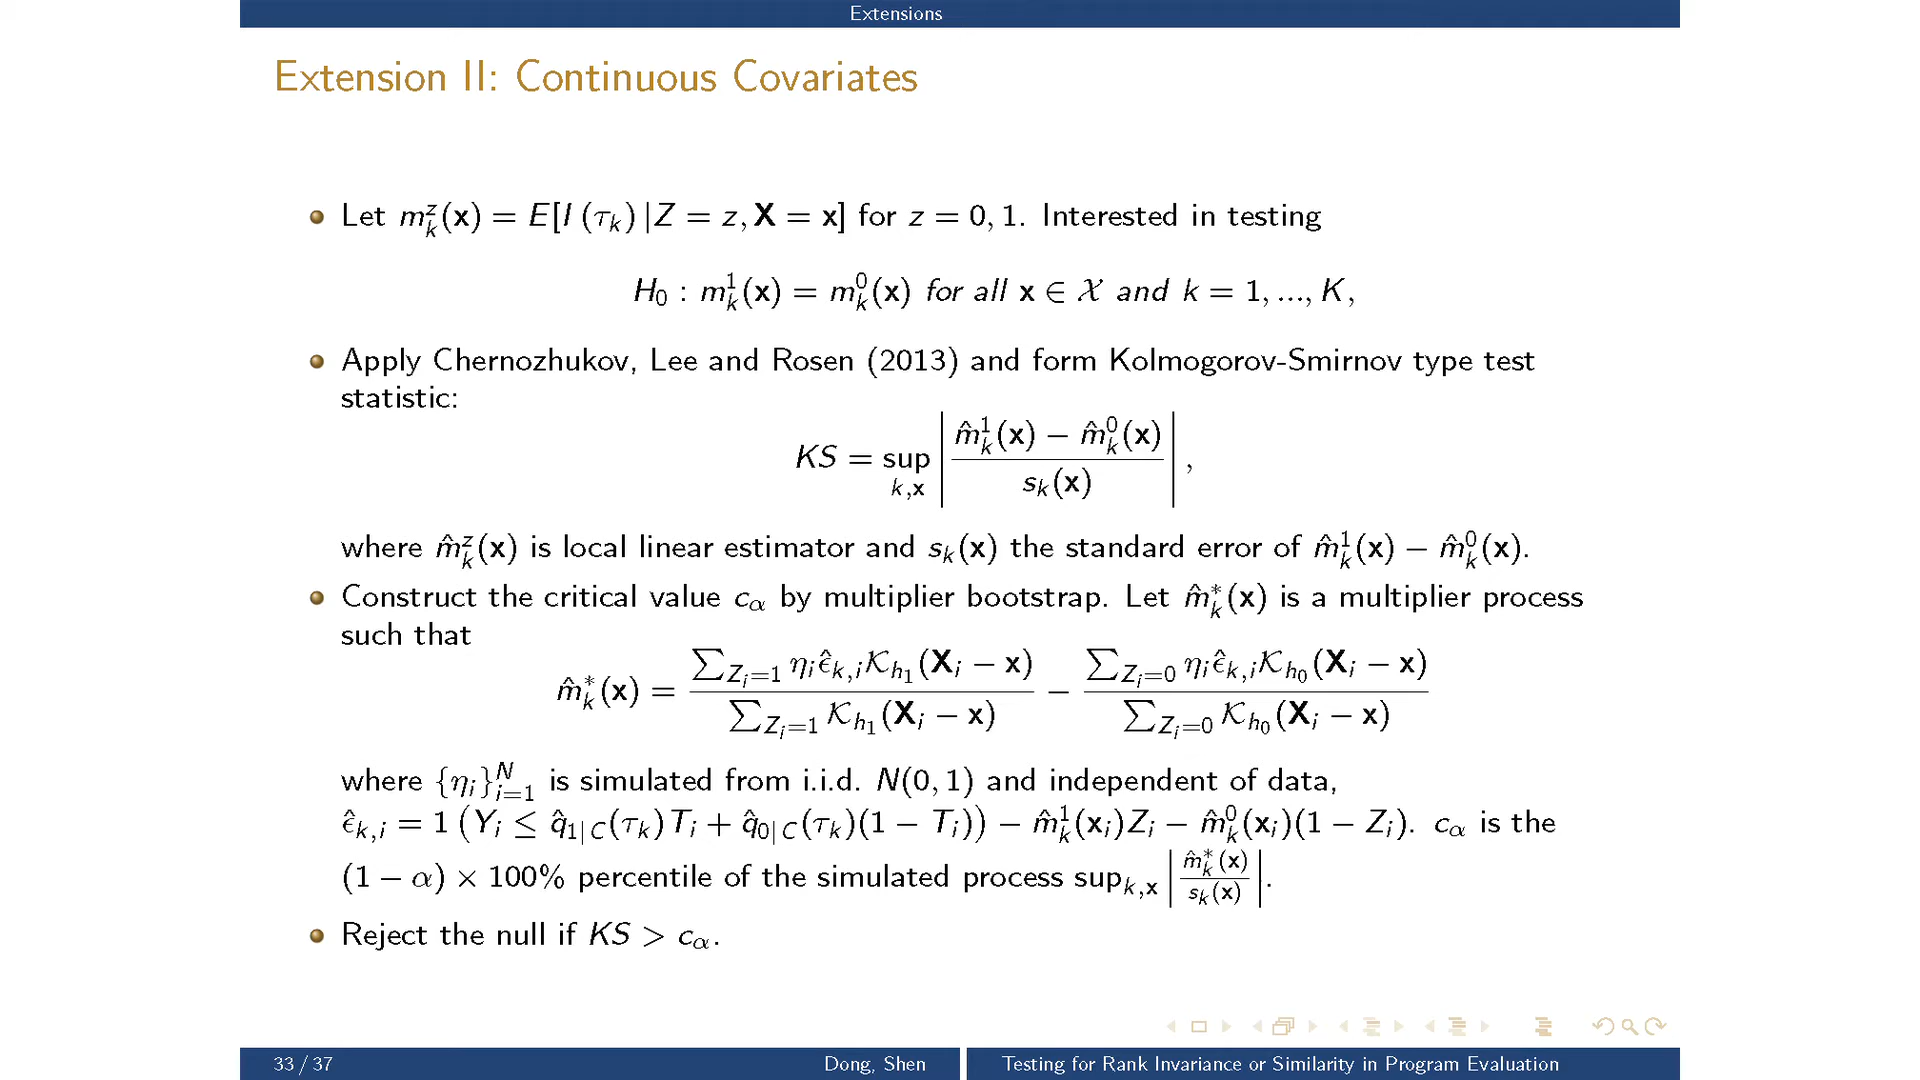 Extensions
Extension II: Continuous Covariates
Let m_k^z(x) = E[I (τ_k) |Z = z, X = x] for z = 0, 1. Interested in testing
H_0 : m_k^1(x) = m_k^0(x) for all x ∈ 𝒳 and k = 1, ..., K,
Apply Chernozhukov, Lee and Rosen (2013) and form Kolmogorov-Smirnov type test
statistic:
KS = sup_{k,x} | (m̂_k^1(x) − m̂_k^0(x)) / s_k(x) | ,
where m̂_k^z(x) is local linear estimator and s_k(x) the standard error of m̂_k^1(x) − m̂_k^0(x).
Construct the critical value c_α by multiplier bootstrap. Let m̂_k^*(x) is a multiplier process
such that
m̂_k^*(x) = (∑_{Z_i=1} η_i ε̂_{k,i} 𝒦_{h_1}(X_i − x)) / (∑_{Z_i=1} 𝒦_{h_1}(X_i − x)) − (∑_{Z_i=0} η_i ε̂_{k,i} 𝒦_{h_0}(X_i − x)) / (∑_{Z_i=0} 𝒦_{h_0}(X_i − x))
where {η_i}_{i=1}^N is simulated from i.i.d. N(0, 1) and independent of data,
ε̂_{k,i} = 1 (Y_i ≤ q̂_{1|C}(τ_k)T_i + q̂_{0|C}(τ_k)(1 − T_i)) − m̂_k^1(x_i)Z_i − m̂_k^0(x_i)(1 − Z_i). c_α is the
(1 − α) × 100% percentile of the simulated process sup_{k,x} | m̂_k^*(x) / s_k(x) |.
Reject the null if KS > c_α.
33 / 37
Dong, Shen
Testing for Rank Invariance or Similarity in Program Evaluation